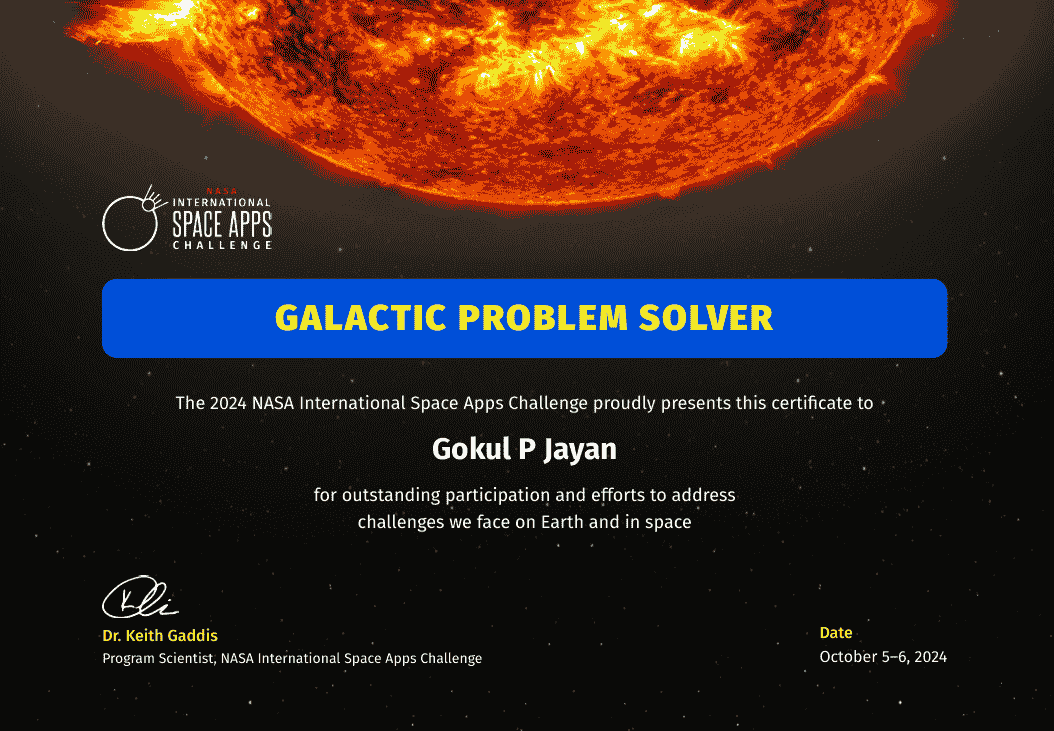 NASA
INTERNATIONAL
SPACE APPS
CHALLENGE
GALACTIC PROBLEM SOLVER
The 2024 NASA International Space Apps Challenge proudly presents this certificate to
Gokul P Jayan
for outstanding participation and efforts to address
challenges we face on Earth and in space
Dr. Keith Gaddis
Program Scientist, NASA International Space Apps Challenge
Date
October 5–6, 2024